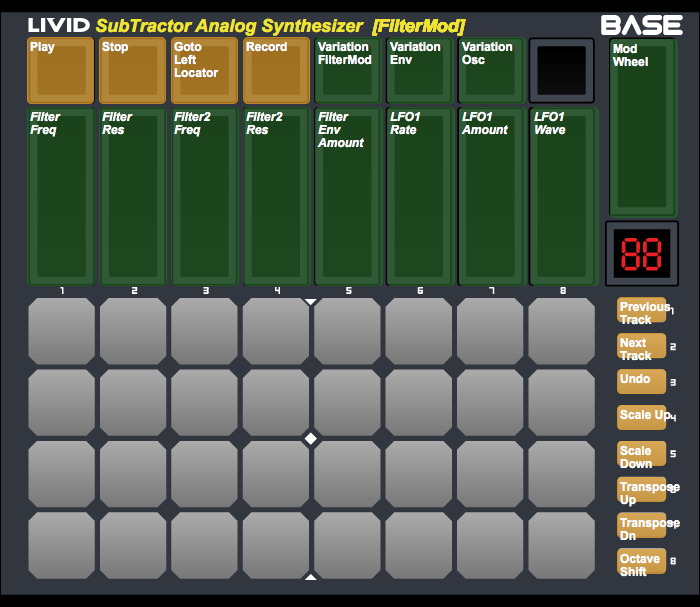 LIVID SubTractor Analog Synthesizer [FilterMod] BASE
Play
Stop
Goto
Left
Locator
Record
Variation
FilterMod
Variation
Env
Variation
Osc
Mod
Wheel
Filter
Freq
Filter
Res
Filter2
Freq
Filter2
Res
Filter
Env
Amount
LFO1
Rate
LFO1
Amount
LFO1
Wave
88
1 2 3 4 5 6 7 8
Previous
Track
1
Next
Track
2
Undo
3
Scale Up
4
Scale
Down
5
Transpose
Up
Transpose
Dn
Octave
Shift
8